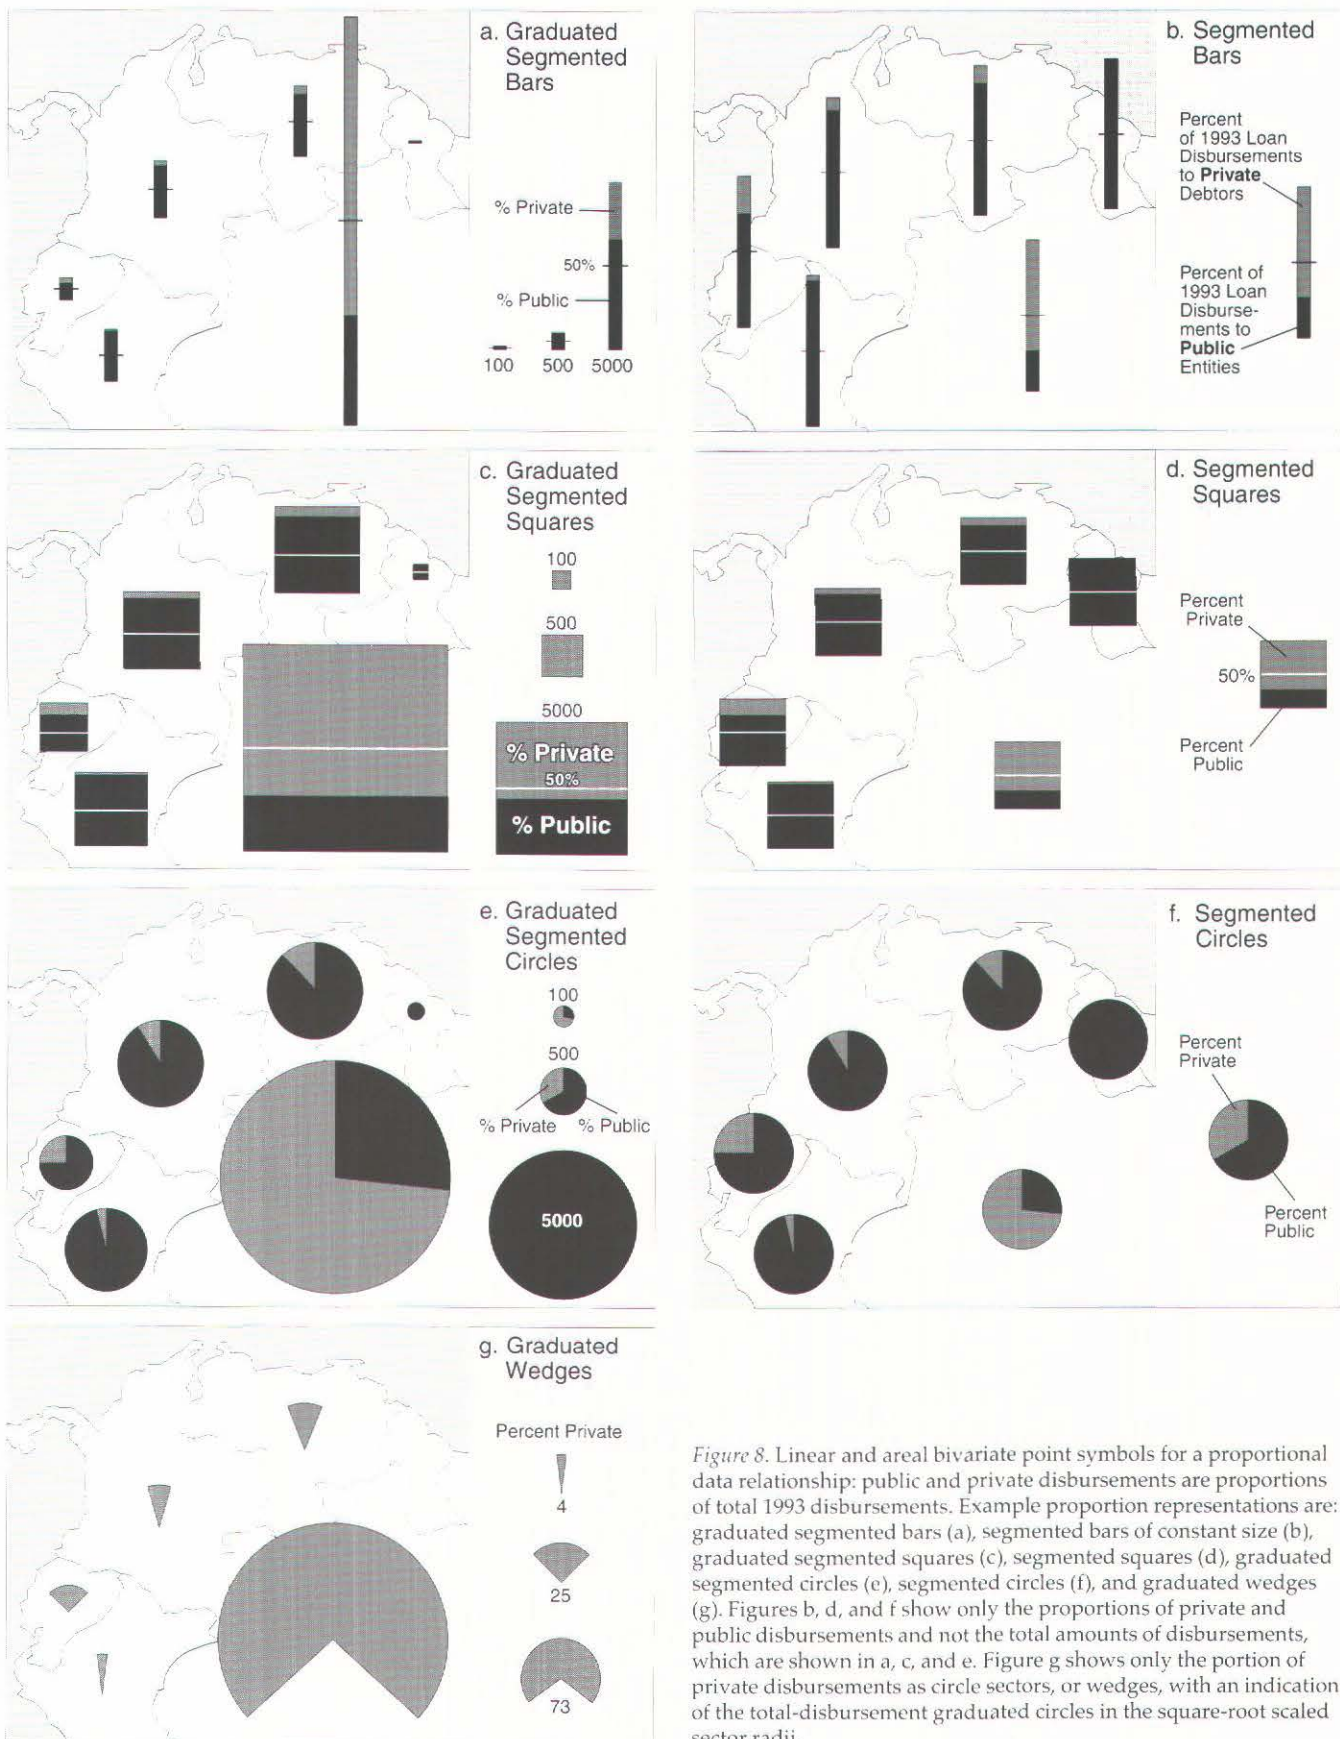 a. Graduated
Segmented
Bars
% Private
50%
% Public
100
500
5000
b. Segmented
Bars
Percent
of 1993 Loan
Disbursements
to Private
Debtors
Percent of
1993 Loan
Disburse-
ments to
Public
Entities
c. Graduated
Segmented
Squares
100
500
5000
% Private
50%
% Public
d. Segmented
Squares
Percent
Private
50%
Percent
Public
e. Graduated
Segmented
Circles
100
500
% Private % Public
5000
f. Segmented
Circles
Percent
Private
Percent
Public
g. Graduated
Wedges
Percent Private
4
25
73
Figure 8. Linear and areal bivariate point symbols for a proportional
data relationship: public and private disbursements are proportions
of total 1993 disbursements. Example proportion representations are:
graduated segmented bars (a), segmented bars of constant size (b),
graduated segmented squares (c), segmented squares (d), graduated
segmented circles (e), segmented circles (f), and graduated wedges
(g). Figures b, d, and f show only the proportions of private and
public disbursements and not the total amounts of disbursements,
which are shown in a, c, and e. Figure g shows only the portion of
private disbursements as circle sectors, or wedges, with an indication
of the total-disbursement graduated circles in the square-root scaled
sector radii